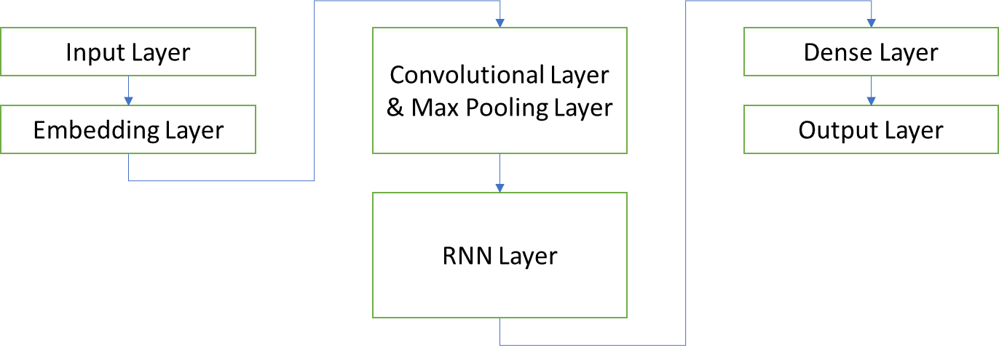 Input Layer
Embedding Layer
Convolutional Layer
& Max Pooling Layer
RNN Layer
Dense Layer
Output Layer